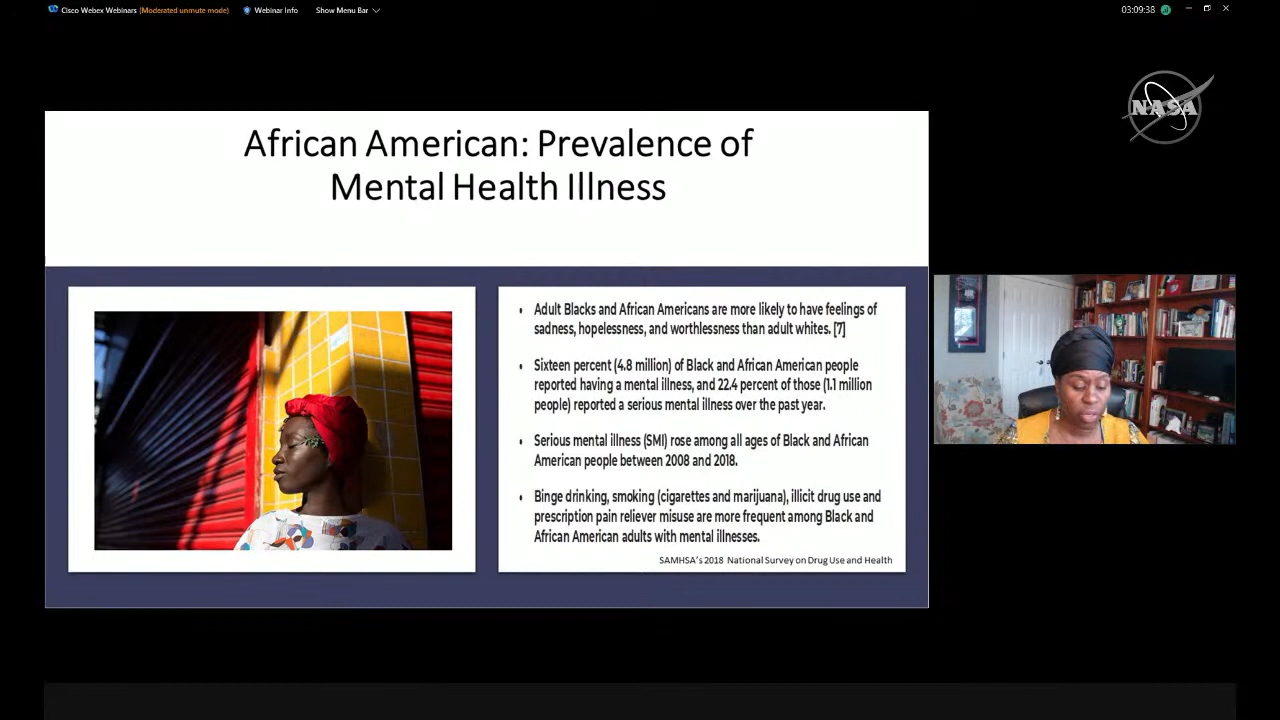 Cisco Webex Webinars (Moderated unmute mode) Webinar Info Show Menu Bar 03:09:38
NASA
African American: Prevalence of
Mental Health Illness
• Adult Blacks and African Americans are more likely to have feelings of
sadness, hopelessness, and worthlessness than adult whites. [7]
• Sixteen percent (4.8 million) of Black and African American people
reported having a mental illness, and 22.4 percent of those (1.1 million
people) reported a serious mental illness over the past year.
• Serious mental illness (SMI) rose among all ages of Black and African
American people between 2008 and 2018.
• Binge drinking, smoking (cigarettes and marijuana), illicit drug use and
prescription pain reliever misuse are more frequent among Black and
African American adults with mental illnesses.
SAMHSA's 2018 National Survey on Drug Use and Health